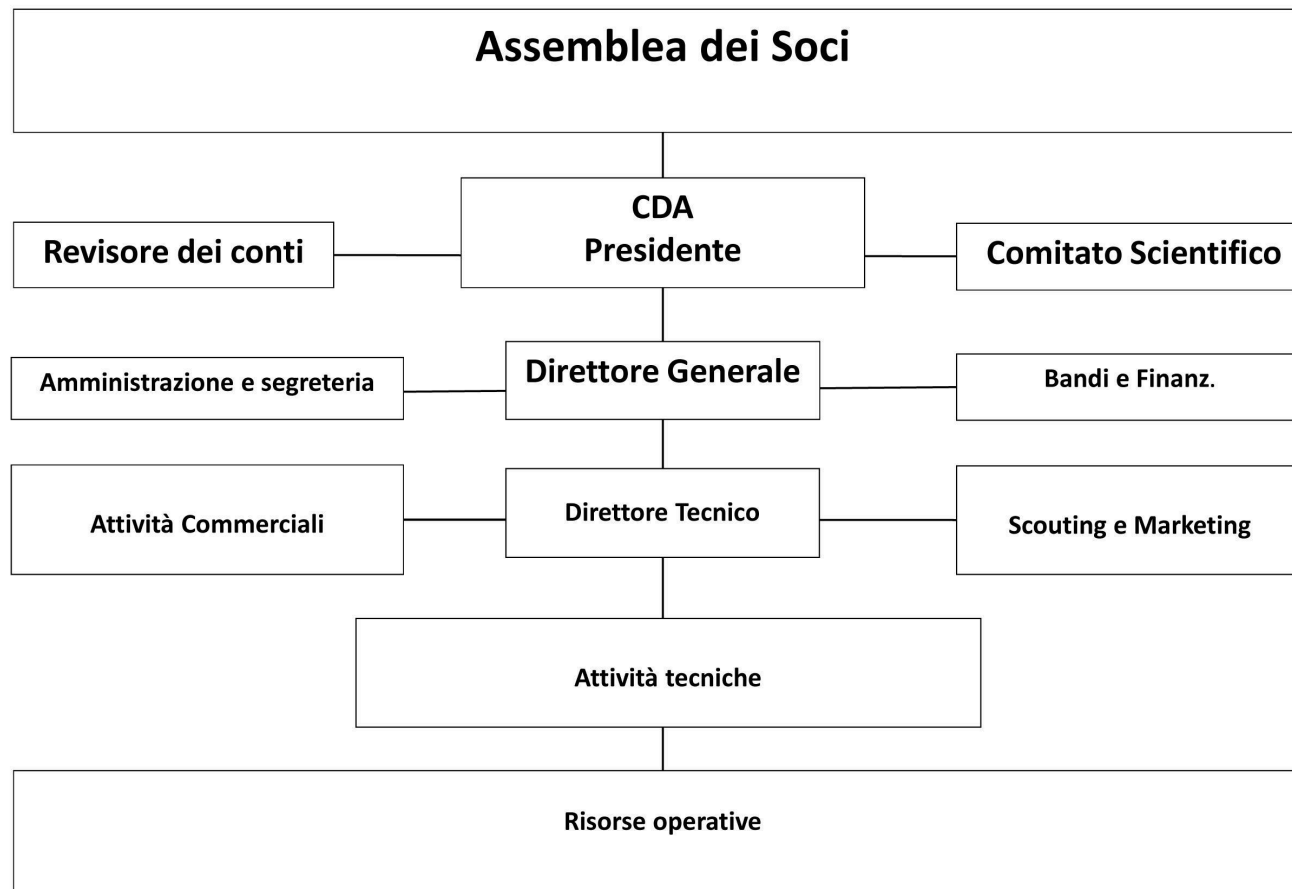 Assemblea dei Soci
CDA
Presidente
Revisore dei conti
Comitato Scientifico
Amministrazione e segreteria
Direttore Generale
Bandi e Finanz.
Attività Commerciali
Direttore Tecnico
Scouting e Marketing
Attività tecniche
Risorse operative